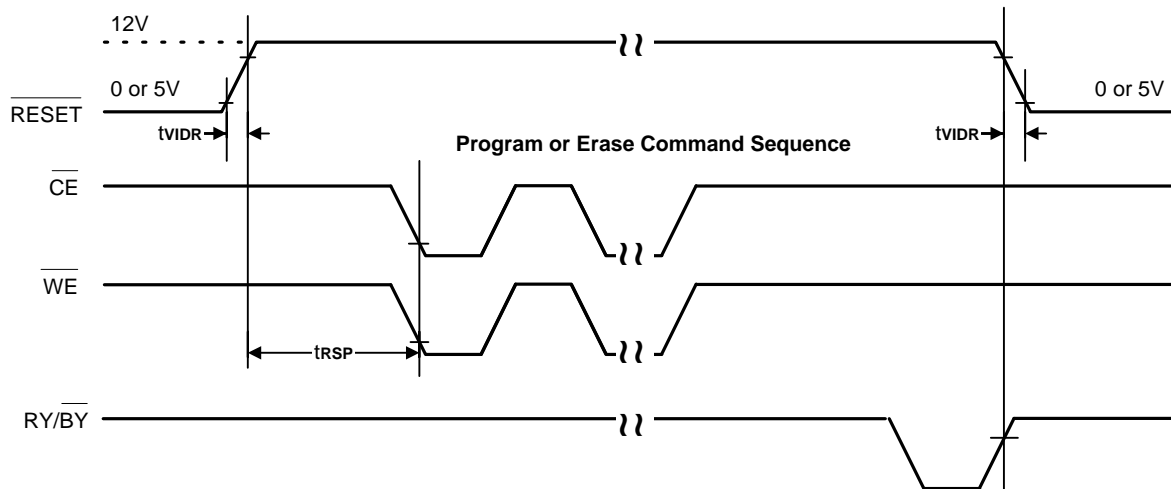 12V
0 or 5V
0 or 5V
RESET
tVIDR
tVIDR
Program or Erase Command Sequence
CE
WE
tRSP
RY/BY